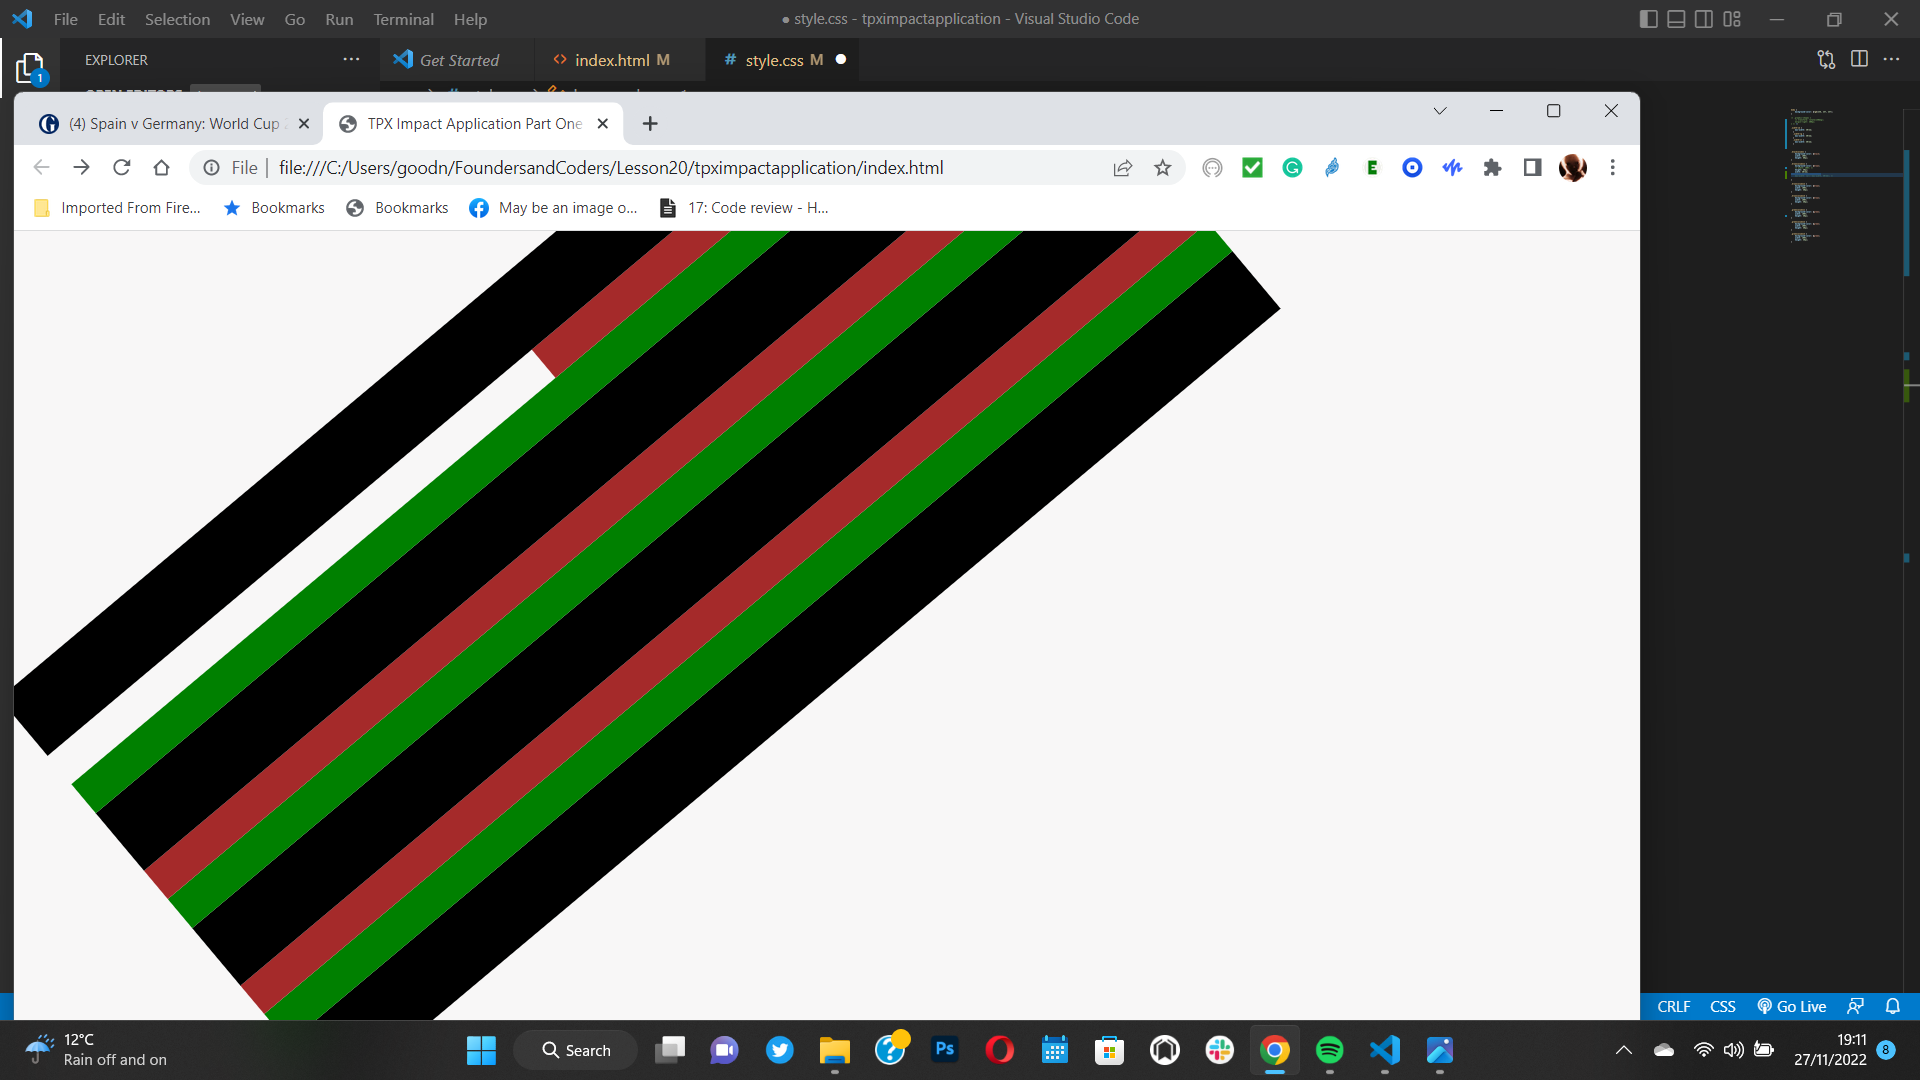 File Edit Selection View Go Run Terminal Help
● style.css - tpximpactapplication - Visual Studio Code
EXPLORER
Get Started
index.html M
# style.css M
1
(4) Spain v Germany: World Cup
TPX Impact Application Part One
File
file:///C:/Users/goodn/FoundersandCoders/Lesson20/tpximpactapplication/index.html
Imported From Fire...
Bookmarks
Bookmarks
May be an image o...
17: Code review - H...
CRLF CSS Go Live
12°C
Rain off and on
Search
Ps
19:11
27/11/2022
8